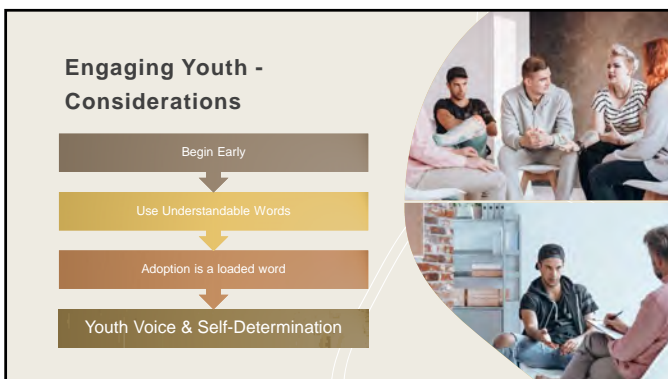 Engaging Youth -
Considerations
Begin Early
Use Understandable Words
Adoption is a loaded word
Youth Voice & Self-Determination